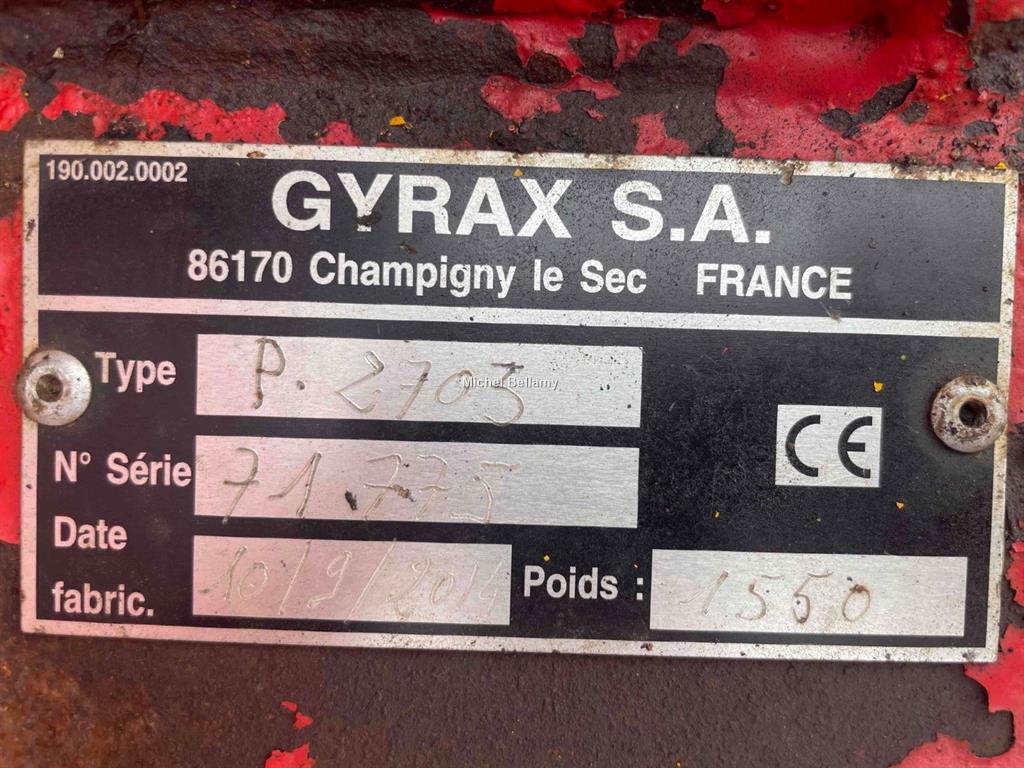 190.002.0002
GYRAX S.A.
86170 Champigny le Sec FRANCE
Type P. 2703
Michel Bellamy
N° Série 71.775
CE
Date
fabric. 10/9/2014 Poids : 1550